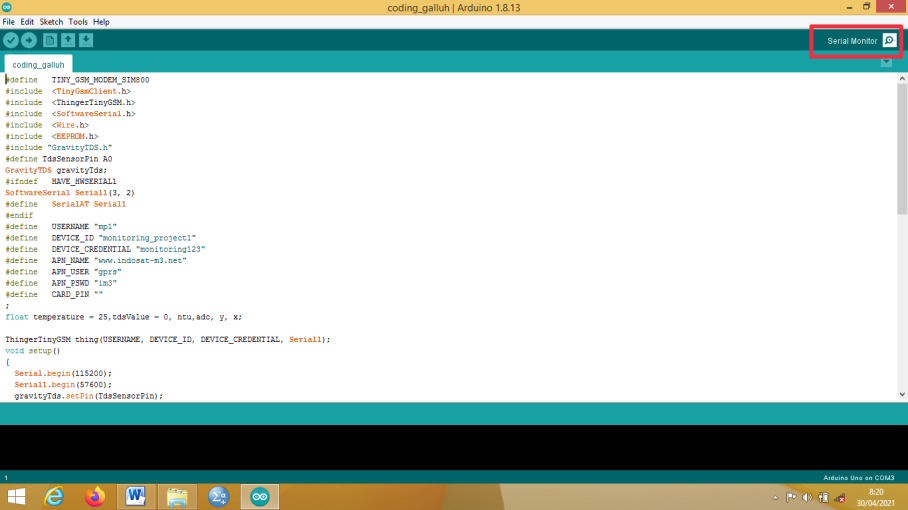 coding_galluh | Arduino 1.8.13
File Edit Sketch Tools Help
Serial Monitor
coding_galluh
#define   TINY_GSM_MODEM_SIM800
#include  <TinyGsmClient.h>
#include  <ThingerTinyGSM.h>
#include  <SoftwareSerial.h>
#include  <Wire.h>
#include  <EEPROM.h>
#include "GravityTDS.h"
#define TdsSensorPin A0
GravityTDS gravityTds;
#ifndef   HAVE_HWSERIAL1
SoftwareSerial Serial1(3, 2)
#define   SerialAT Serial1
#endif
#define   USERNAME "mp1"
#define   DEVICE_ID "monitoring_project1"
#define   DEVICE_CREDENTIAL "monitoring123"
#define   APN_NAME "www.indosat-m3.net"
#define   APN_USER "gprs"
#define   APN_PSWD "im3"
#define   CARD_PIN ""
;
float temperature = 25,tdsValue = 0, ntu,adc, y, x;
ThingerTinyGSM thing(USERNAME, DEVICE_ID, DEVICE_CREDENTIAL, Serial1);
void setup()
{
  Serial.begin(115200);
  Serial1.begin(57600);
  gravityTds.setPin(TdsSensorPin);
1
Arduino Uno on COM3
8:20
30/04/2021